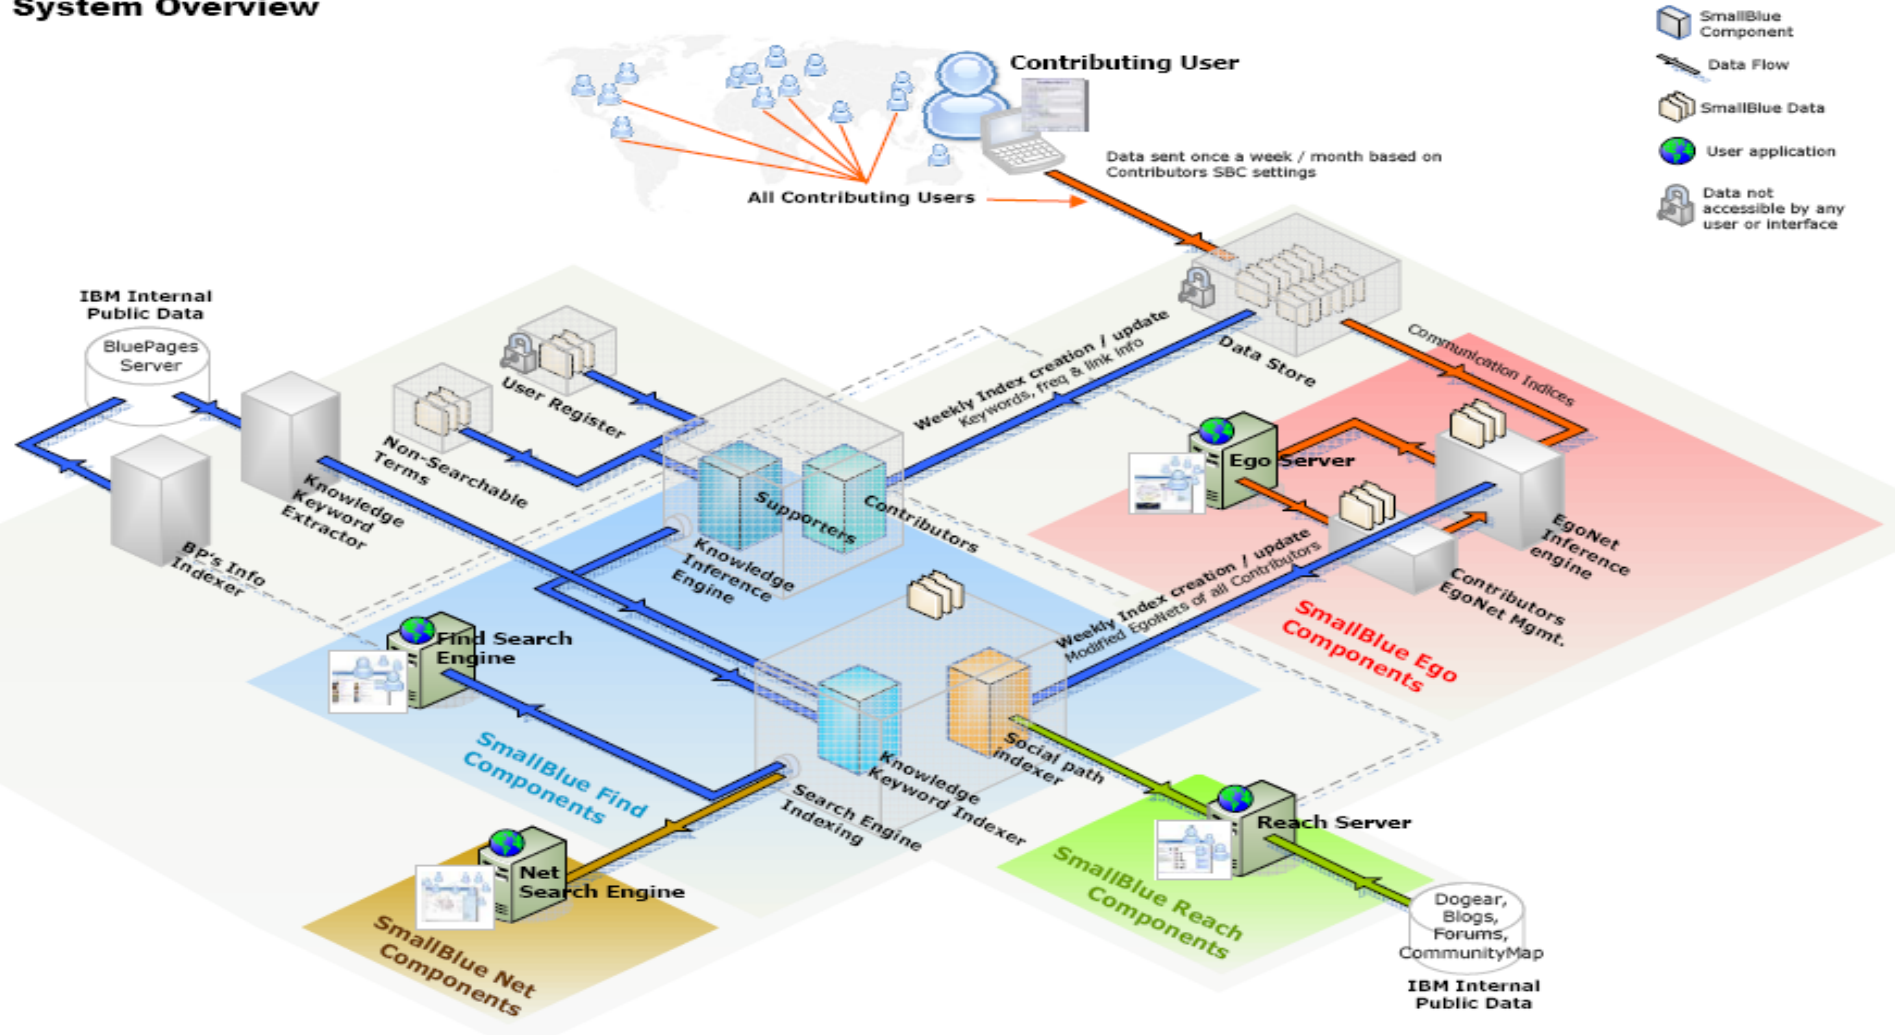 System Overview
SmallBlue
Component
Data Flow
SmallBlue Data
User application
Data not
accessible by any
user or interface
Contributing User
Data sent once a week / month based on
Contributors SBC settings
All Contributing Users
IBM Internal
Public Data
BluePages
Server
User Register
Non-Searchable
Terms
Weekly Index creation / update
Keywords, freq & link info
Data Store
Communication Indices
Ego Server
Knowledge
Keyword
Extractor
BP's Info
Indexer
Supporters
Contributors
Knowledge
Inference
Engine
EgoNet
Inference
engine
Contributors
EgoNet Mgmt.
Weekly Index creation / update
Modified EgoNets of all Contributors
SmallBlue Ego
Components
Find Search
Engine
SmallBlue Find
Components
Social path
indexer
Knowledge
Keyword Indexer
Search Engine
Indexing
Reach Server
SmallBlue Reach
Components
Net
Search Engine
SmallBlue Net
Components
Dogear,
Blogs,
Forums,
CommunityMap
IBM Internal
Public Data